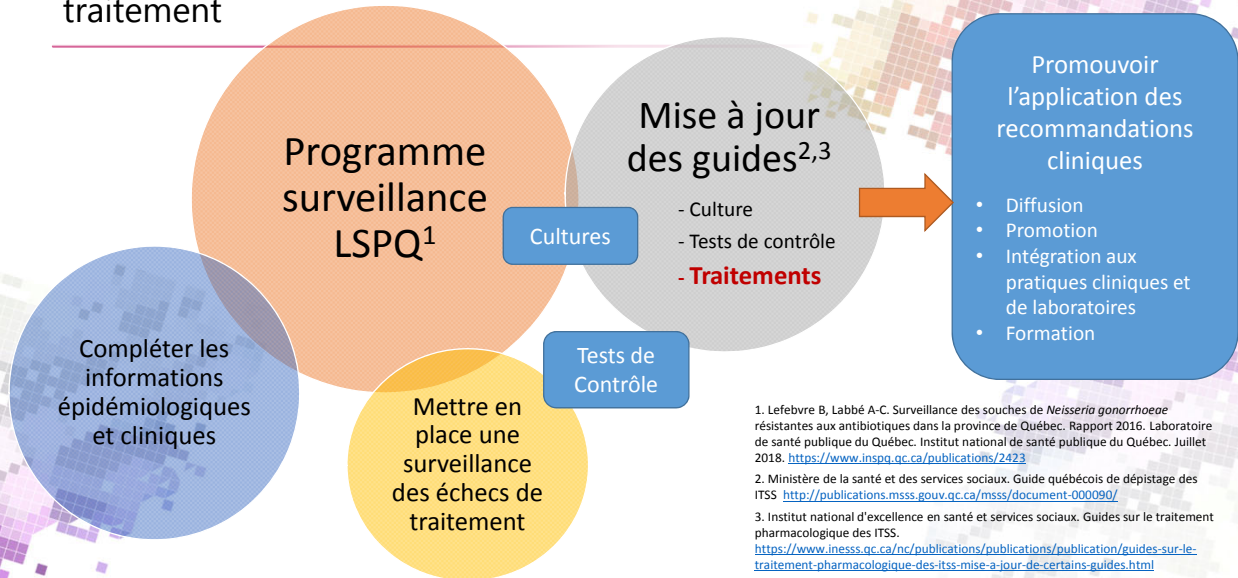 traitement
Programme
surveillance
LSPQ1
Mise à jour
des guides2,3
- Culture
- Tests de contrôle
- Traitements
Cultures
Tests de
Contrôle
Compléter les
informations
épidémiologiques
et cliniques
Mettre en
place une
surveillance
des échecs de
traitement
Promouvoir
l’application des
recommandations
cliniques
• Diffusion
• Promotion
• Intégration aux
pratiques cliniques et
de laboratoires
• Formation
1. Lefebvre B, Labbé A-C. Surveillance des souches de Neisseria gonorrhoeae
résistantes aux antibiotiques dans la province de Québec. Rapport 2016. Laboratoire
de santé publique du Québec. Institut national de santé publique du Québec. Juillet
2018. https://www.inspq.qc.ca/publications/2423
2. Ministère de la santé et des services sociaux. Guide québécois de dépistage des
ITSS http://publications.msss.gouv.qc.ca/msss/document-000090/
3. Institut national d'excellence en santé et services sociaux. Guides sur le traitement
pharmacologique des ITSS.
https://www.inesss.qc.ca/nc/publications/publications/publication/guides-sur-le-
traitement-pharmacologique-des-itss-mise-a-jour-de-certains-guides.html